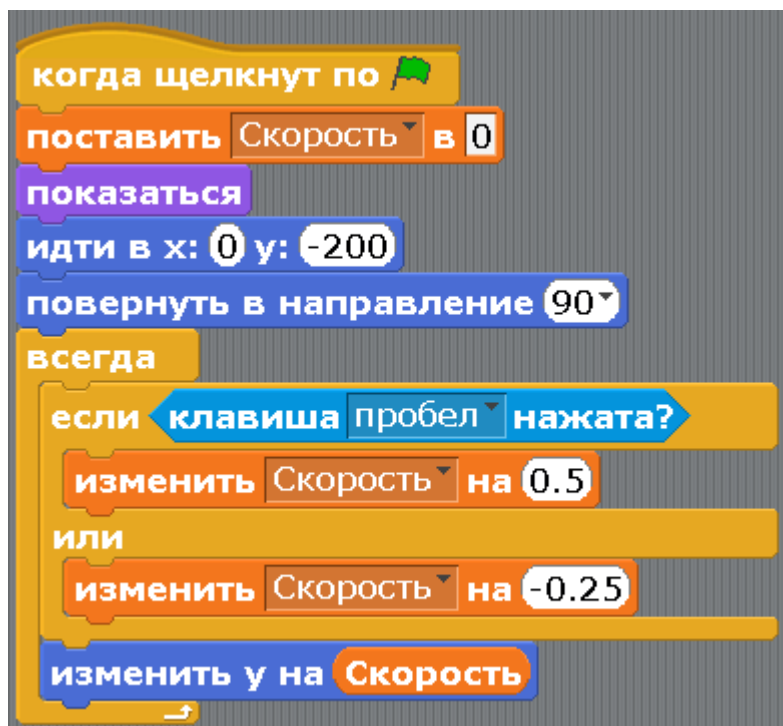 когда щелкнут по
поставить Скорость в 0
показаться
идти в x: 0 y: -200
повернуть в направление 90
всегда
если клавиша пробел нажата?
изменить Скорость на 0.5
или
изменить Скорость на -0.25
изменить y на Скорость